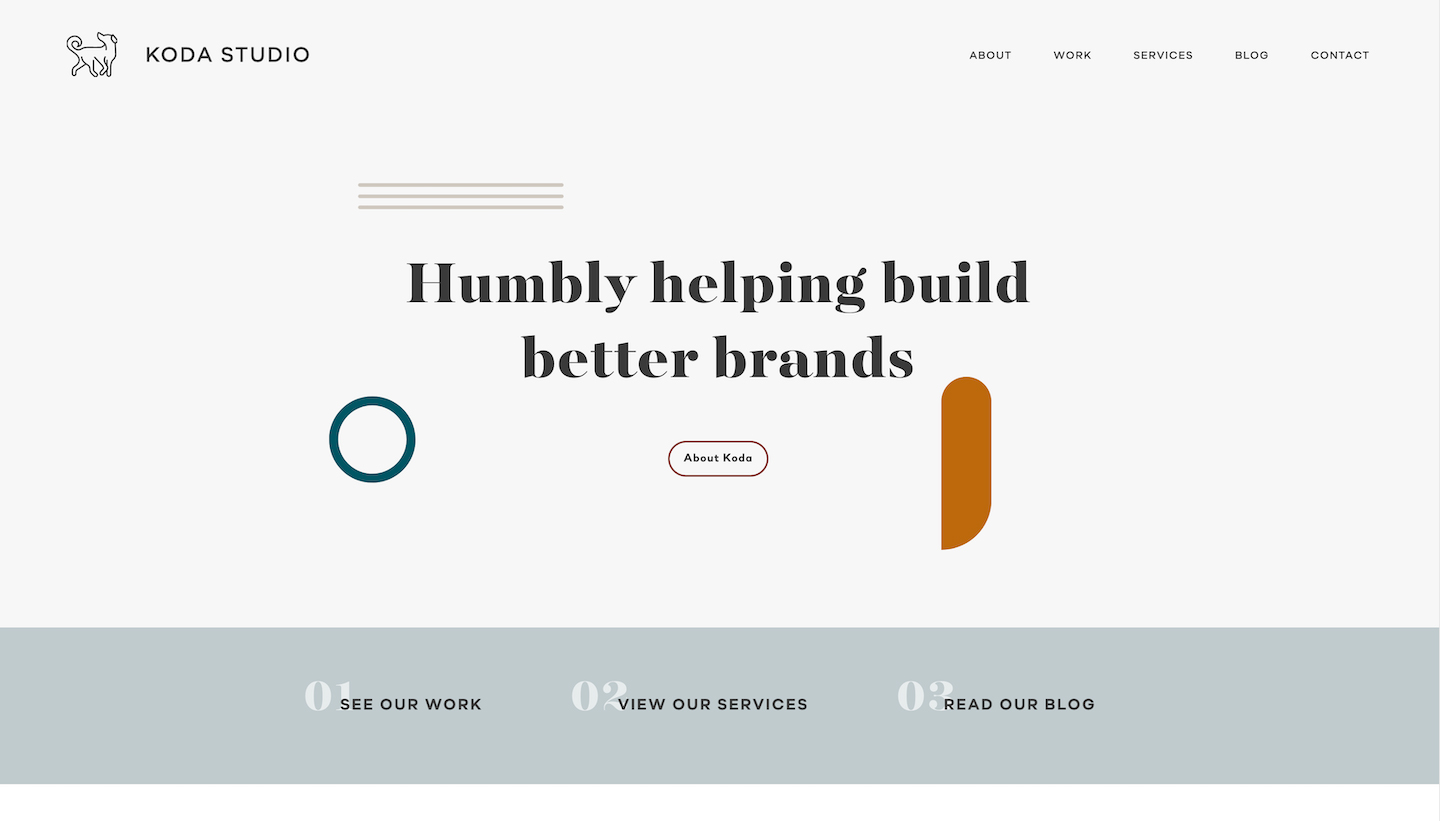 KODA STUDIO
ABOUT WORK SERVICES BLOG CONTACT
Humbly helping build
better brands
About Koda
01 SEE OUR WORK
02 VIEW OUR SERVICES
03 READ OUR BLOG